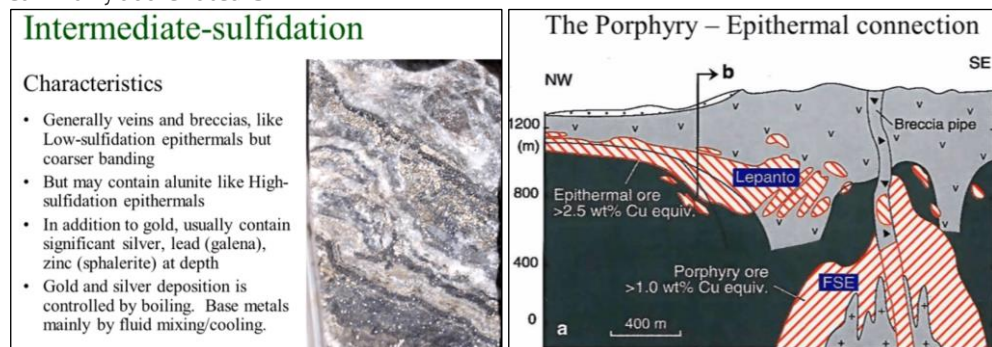 Intermediate-sulfidation
Characteristics
• Generally veins and breccias, like
Low-sulfidation epithermals but
coarser banding
• But may contain alunite like High-
sulfidation epithermals
• In addition to gold, usually contain
significant silver, lead (galena),
zinc (sphalerite) at depth
• Gold and silver deposition is
controlled by boiling. Base metals
mainly by fluid mixing/cooling.
The Porphyry – Epithermal connection
NW
SE
b
1200
(m)
Breccia pipe
Lepanto
Epithermal ore
>2.5 wt% Cu equiv.
800
400
Porphyry ore
>1.0 wt% Cu equiv.
FSE
0
a
400 m